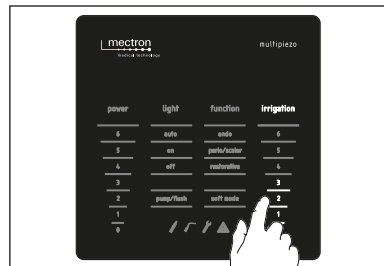 mectron
medical technology
multipiezo
power light function irrigation
6 auto endo 6
5 on perio/scaler 5
4 off restorative 4
3 3
2 pump/flush soft mode 2
1 1
0